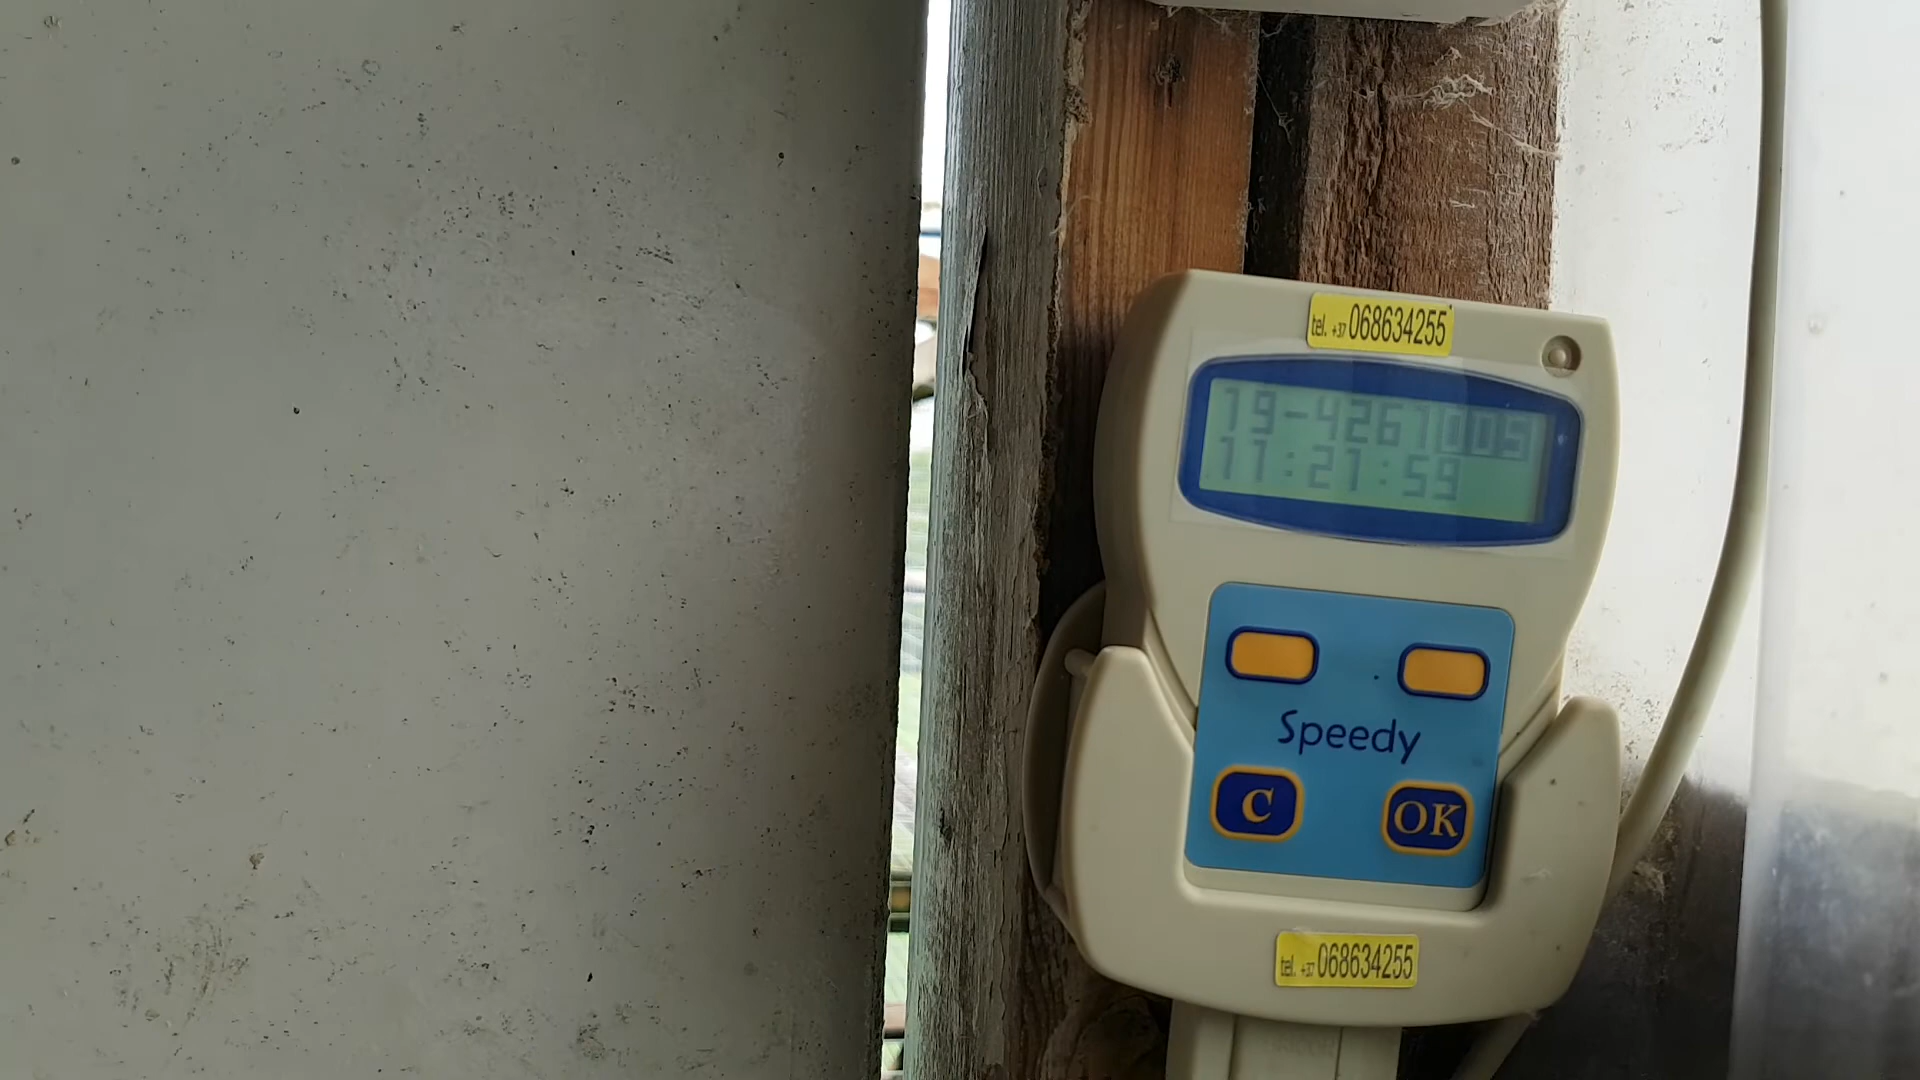 tel. +37 068634255
19-4261005
11:21:59
Speedy
C OK
tel. +37 068634255